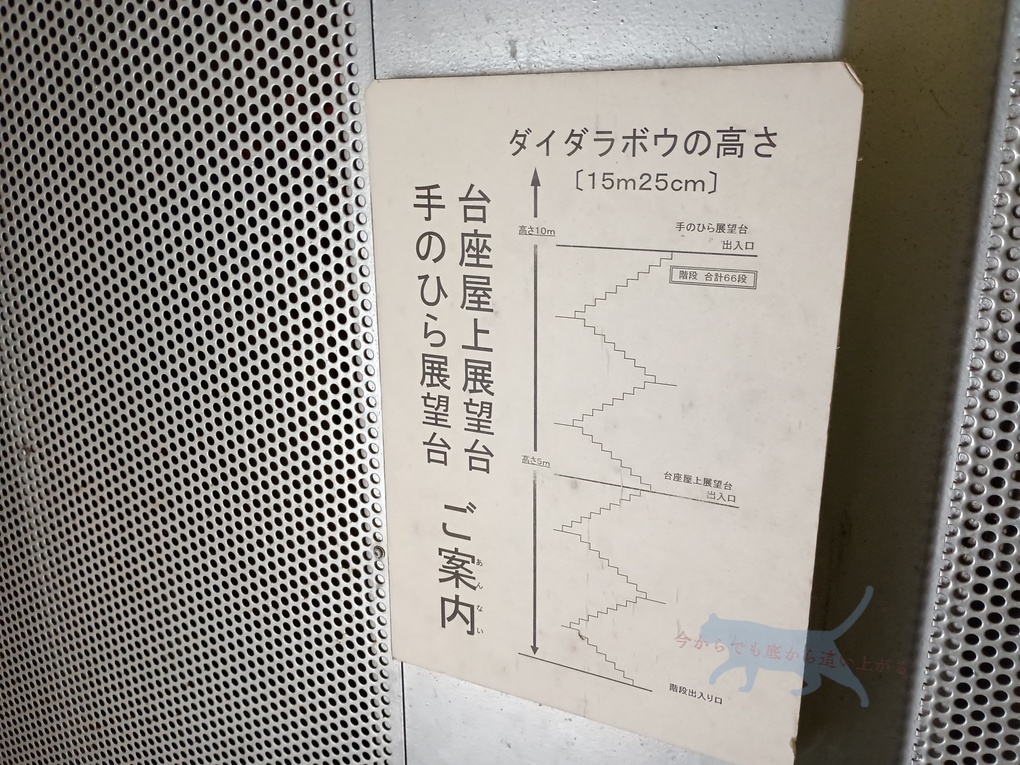 ダイダラボウの高さ
〔15m25cm〕
台座屋上展望台
手のひら展望台
ご案内
あんない
高さ10m
手のひら展望台
出入口
階段 合計66段
高さ5m
台座屋上展望台
出入口
階段出入り口
今からでも底から這い上がる